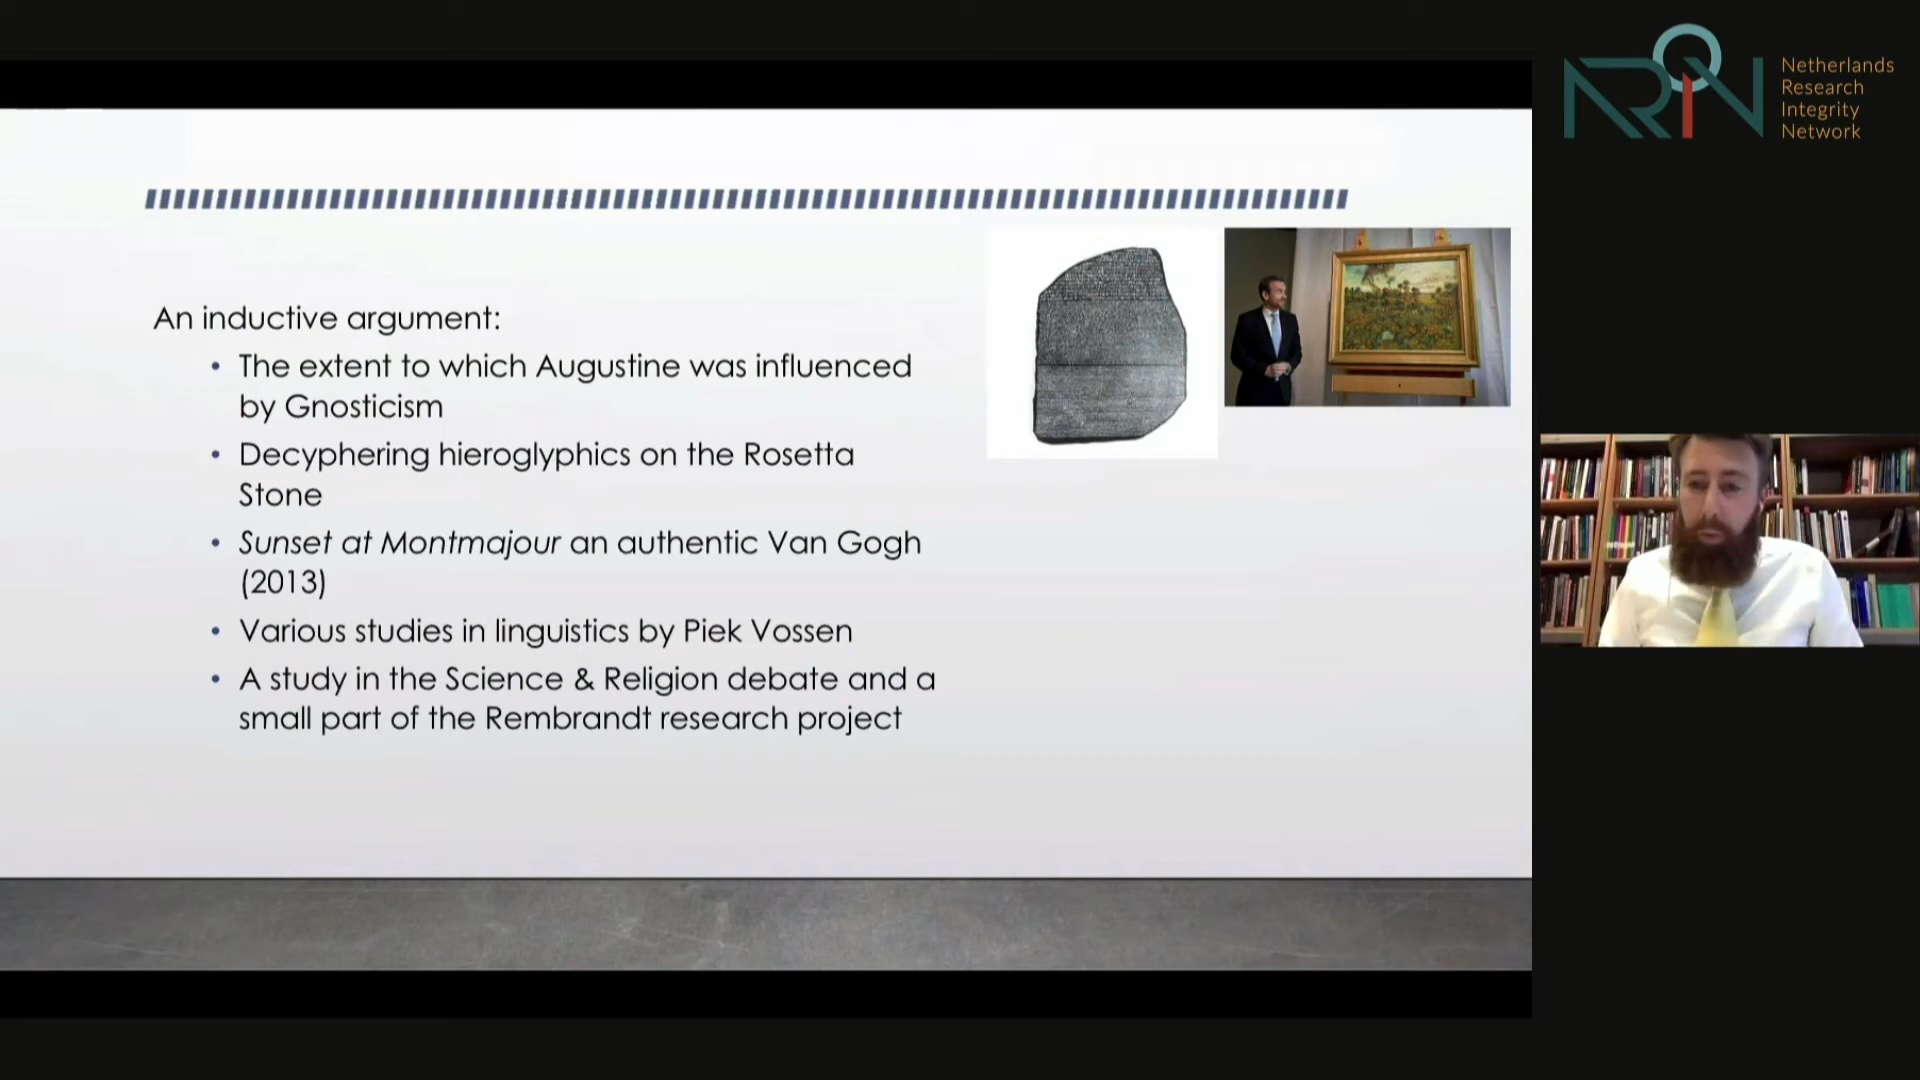 An inductive argument:
• The extent to which Augustine was influenced
by Gnosticism
• Decyphering hieroglyphics on the Rosetta
Stone
• Sunset at Montmajour an authentic Van Gogh
(2013)
• Various studies in linguistics by Piek Vossen
• A study in the Science & Religion debate and a
small part of the Rembrandt research project
NRIN
Netherlands
Research
Integrity
Network